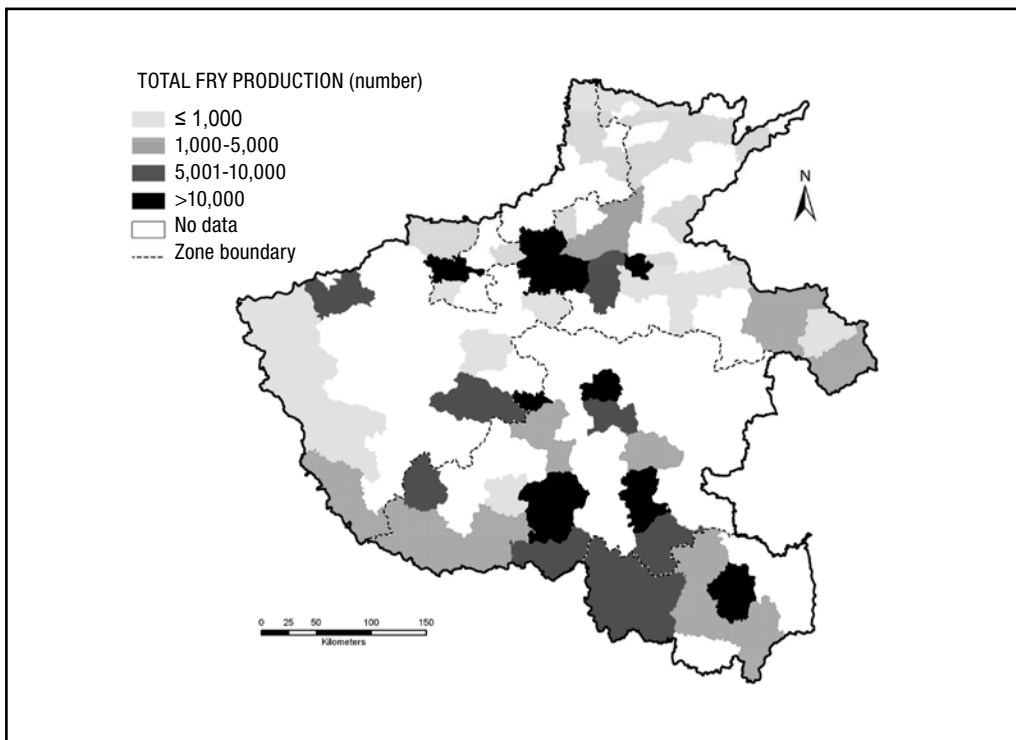 TOTAL FRY PRODUCTION (number)
≤ 1,000
1,000-5,000
5,001-10,000
>10,000
No data
Zone boundary
N
0 25 50 100 150
Kilometers